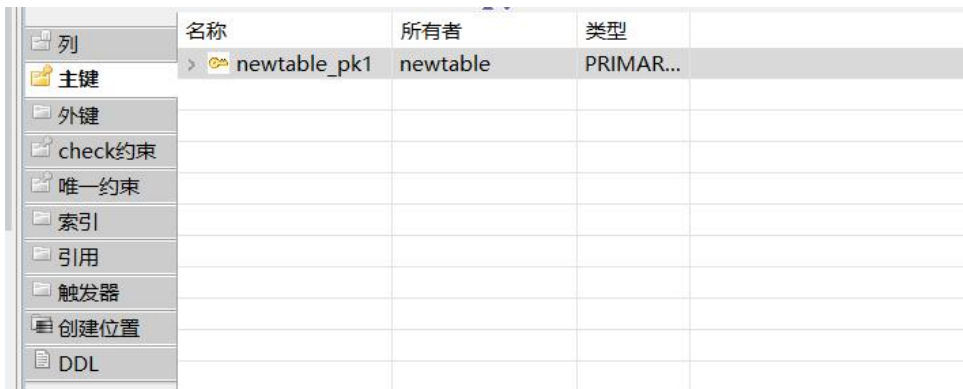 名称 所有者 类型
newtable_pk1 newtable PRIMAR...
列
主键
外键
check约束
唯一约束
索引
引用
触发器
创建位置
DDL